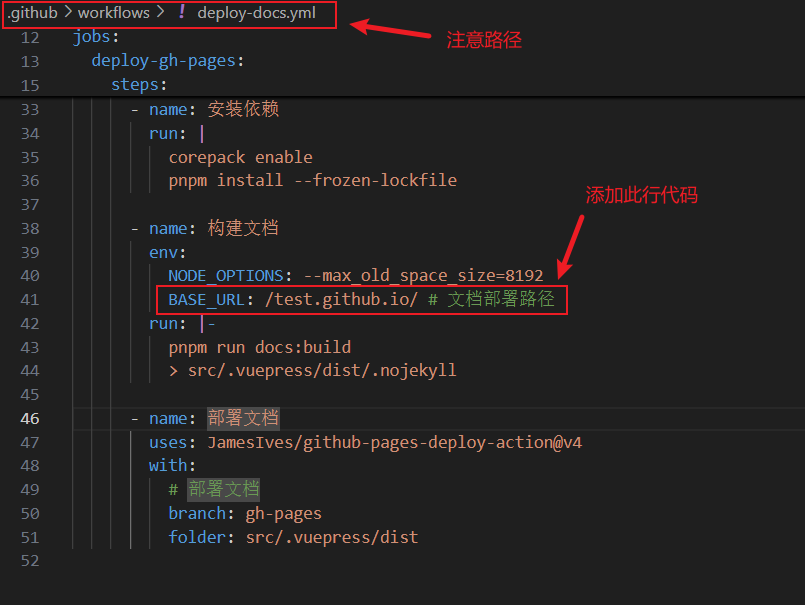 .github > workflows > ! deploy-docs.yml
注意路径
12 jobs:
13 deploy-gh-pages:
15 steps:
33 - name: 安装依赖
34 run: |
35 corepack enable
36 pnpm install --frozen-lockfile
37
添加此行代码
38 - name: 构建文档
39 env:
40 NODE_OPTIONS: --max_old_space_size=8192
41 BASE_URL: /test.github.io/ # 文档部署路径
42 run: |-
43 pnpm run docs:build
44 > src/.vuepress/dist/.nojekyll
45
46 - name: 部署文档
47 uses: JamesIves/github-pages-deploy-action@v4
48 with:
49 # 部署文档
50 branch: gh-pages
51 folder: src/.vuepress/dist
52